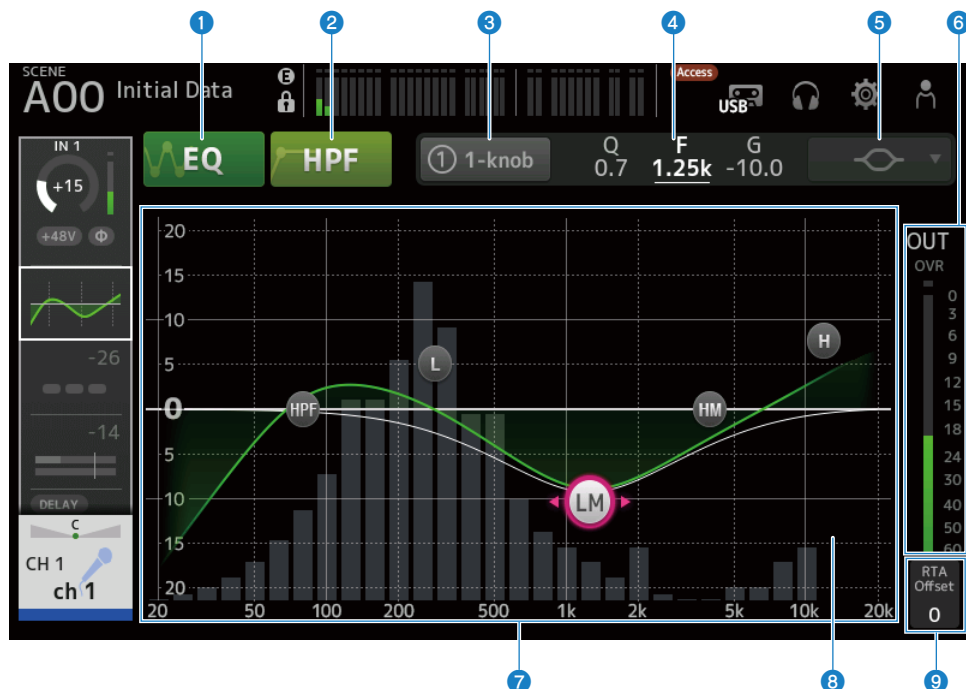 1 2 3 4 5 6
SCENE
A00 Initial Data
E
Access
USB
IN 1
+15
+48V Φ
EQ
HPF
1 1-knob
Q F G
0.7 1.25k -10.0
OUT
OVR
0
3
6
9
12
15
18
24
30
40
50
60
20
15
10
5
0
5
10
15
20
L
H
HPF
HM
LM
20 50 100 200 500 1k 2k 5k 10k 20k
-26
-14
DELAY
C
CH 1
ch 1
RTA
Offset
0
7 8 9